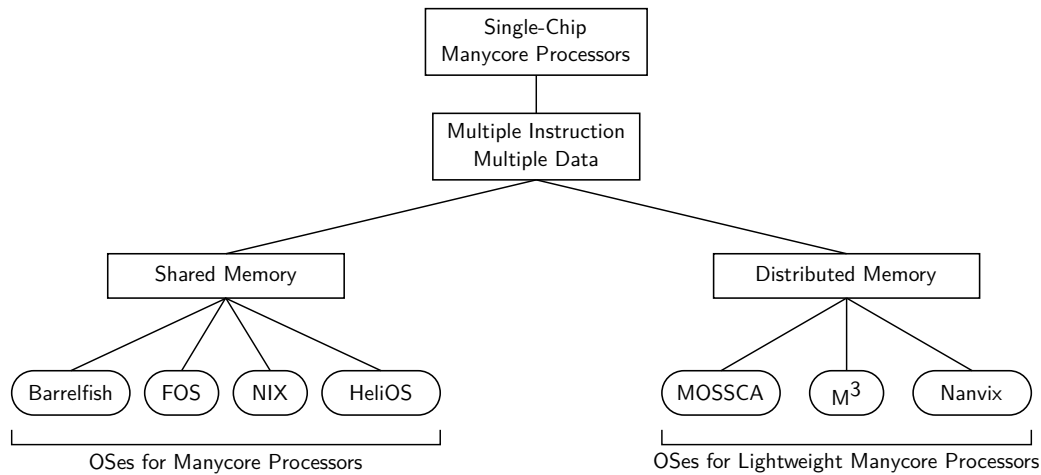 Single-Chip
Manycore Processors
Multiple Instruction
Multiple Data
Shared Memory
Distributed Memory
Barrelfish
FOS
NIX
HeliOS
MOSSCA
M³
Nanvix
OSes for Manycore Processors
OSes for Lightweight Manycore Processors